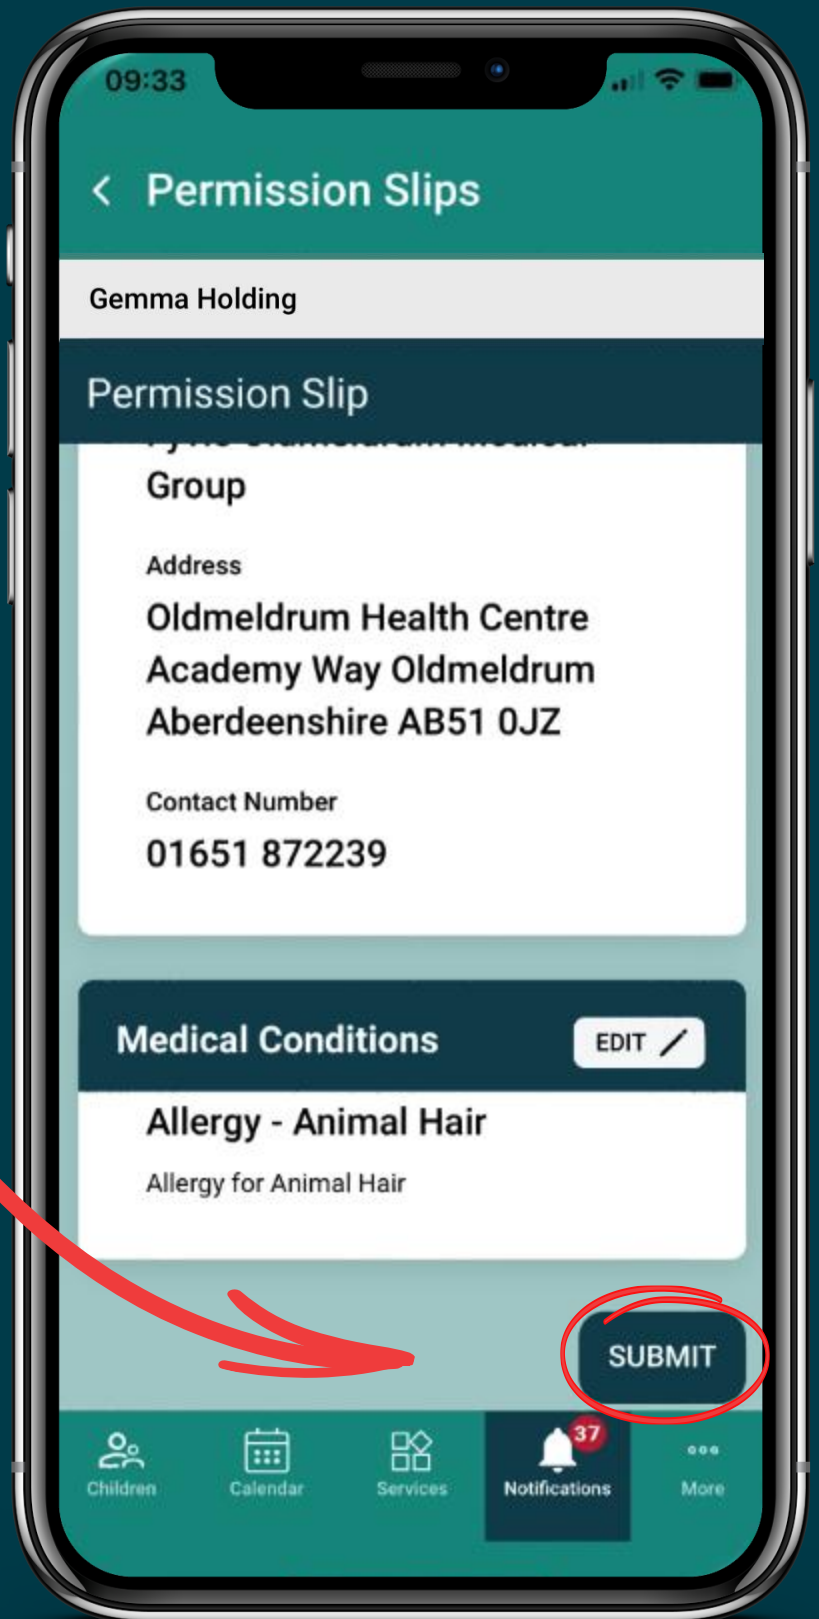 09:33
Permission Slips
Gemma Holding
Permission Slip
Group
Address
Oldmeldrum Health Centre
Academy Way Oldmeldrum
Aberdeenshire AB51 0JZ
Contact Number
01651 872239
Medical Conditions
EDIT
Allergy - Animal Hair
Allergy for Animal Hair
SUBMIT
37
Children
Calendar
Services
Notifications
More